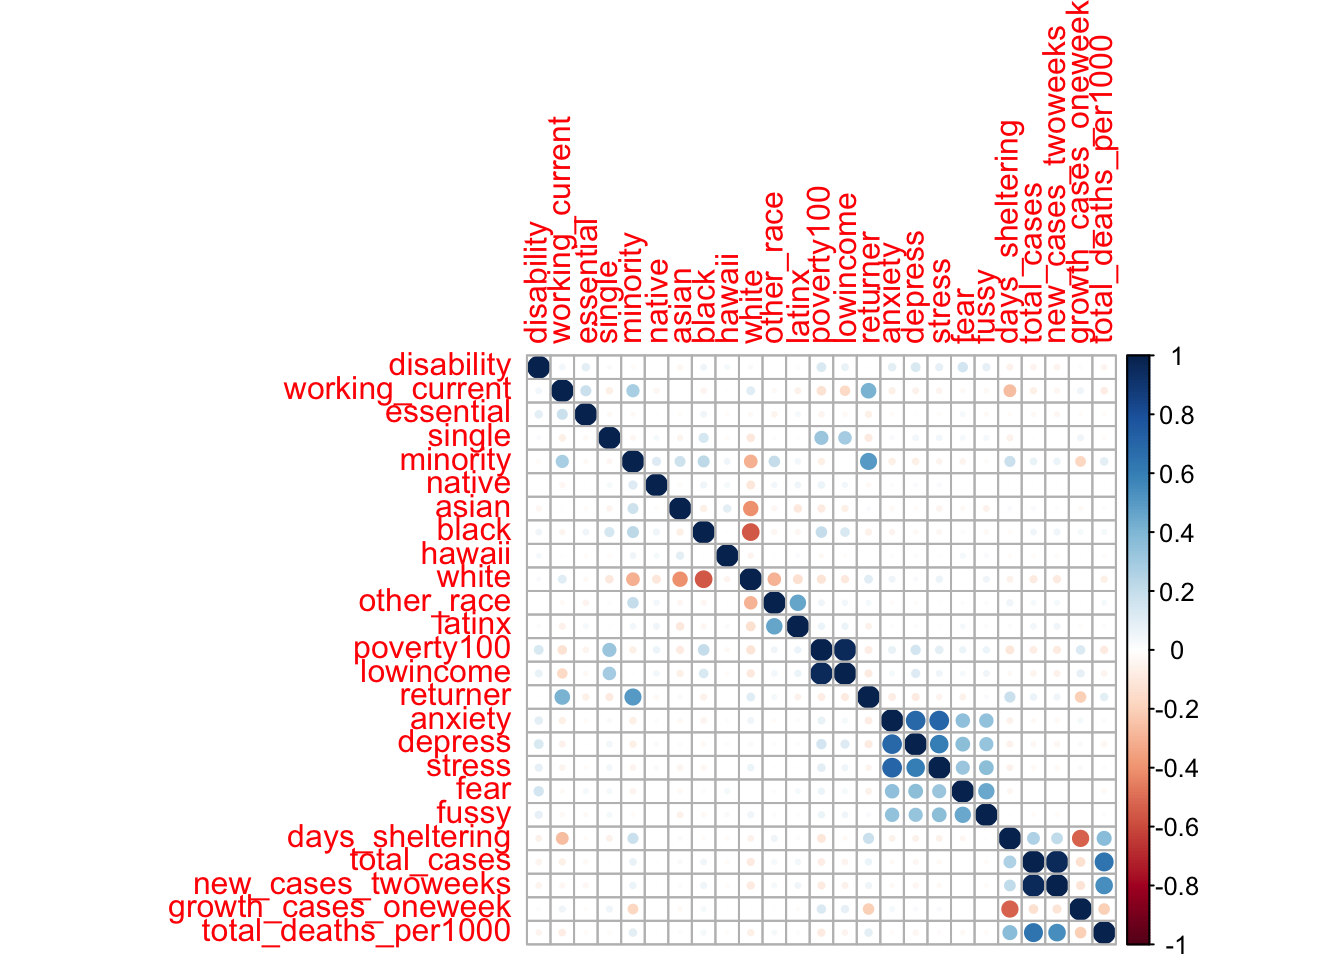 disability
working_current
essential
single
minority
native
asian
black
hawaii
white
other_race
latinx
poverty100
lowincome
returner
anxiety
depress
stress
fear
fussy
days_sheltering
total_cases
new_cases_twoweeks
growth_cases_oneweek
total_deaths_per1000
disability
working_current
essential
single
minority
native
asian
black
hawaii
white
other_race
latinx
poverty100
lowincome
returner
anxiety
depress
stress
fear
fussy
days_sheltering
total_cases
new_cases_twoweeks
growth_cases_oneweek
total_deaths_per1000
1
0.8
0.6
0.4
0.2
0
-0.2
-0.4
-0.6
-0.8
-1